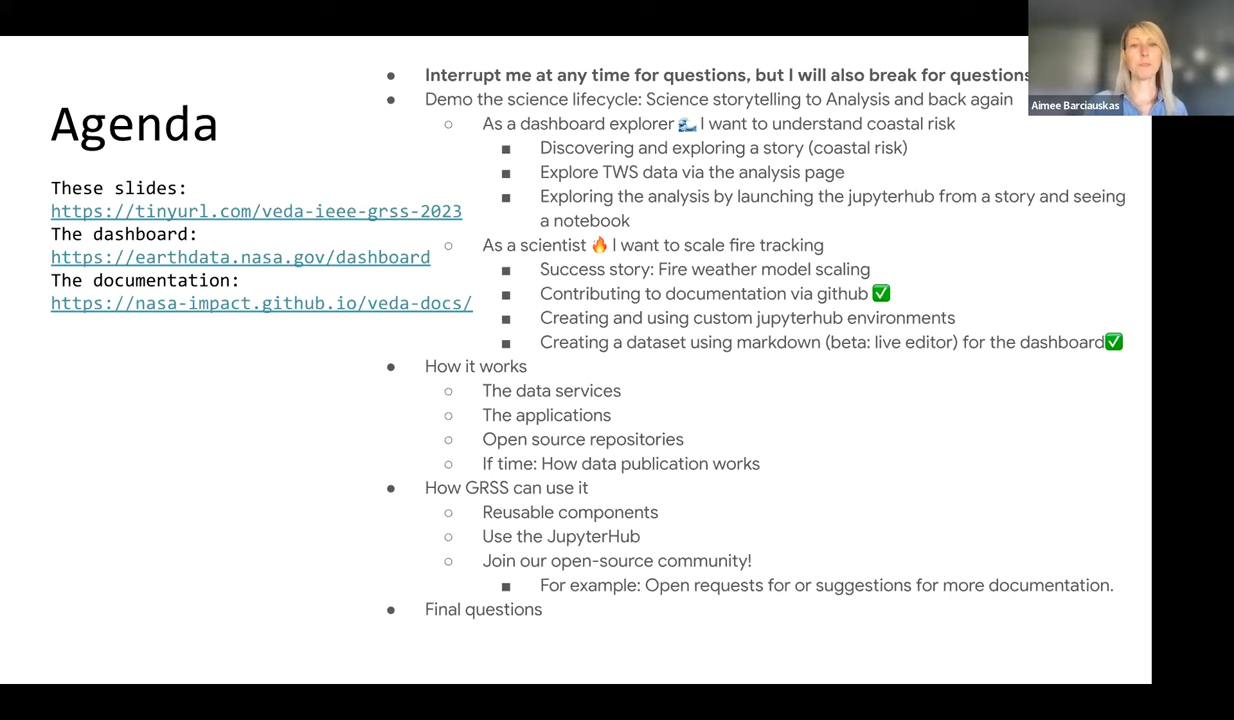 Agenda
These slides:
https://tinyurl.com/veda-ieee-grss-2023
The dashboard:
https://earthdata.nasa.gov/dashboard
The documentation:
https://nasa-impact.github.io/veda-docs/
● Interrupt me at any time for questions, but I will also break for questions
● Demo the science lifecycle: Science storytelling to Analysis and back again
○ As a dashboard explorer 🌊 I want to understand coastal risk
■ Discovering and exploring a story (coastal risk)
■ Explore TWS data via the analysis page
■ Exploring the analysis by launching the jupyterhub from a story and seeing
a notebook
○ As a scientist 🔥 I want to scale fire tracking
■ Success story: Fire weather model scaling
■ Contributing to documentation via github ✅
■ Creating and using custom jupyterhub environments
■ Creating a dataset using markdown (beta: live editor) for the dashboard✅
● How it works
○ The data services
○ The applications
○ Open source repositories
○ If time: How data publication works
● How GRSS can use it
○ Reusable components
○ Use the JupyterHub
○ Join our open-source community!
■ For example: Open requests for or suggestions for more documentation.
● Final questions
Aimee Barciauskas